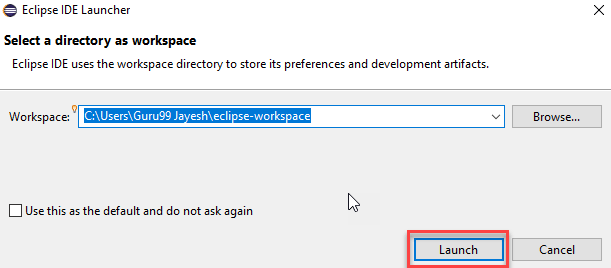 Eclipse IDE Launcher
Select a directory as workspace
Eclipse IDE uses the workspace directory to store its preferences and development artifacts.
Workspace: C:\Users\Guru99 Jayesh\eclipse-workspace Browse...
Use this as the default and do not ask again
Launch Cancel